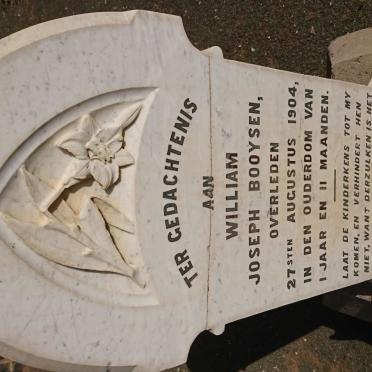 TER GEDACHTENIS
AAN
WILLIAM
JOSEPH BOOYSEN,
OVERLEDEN
27STEN AUGUSTUS 1904,
IN DEN OUDERDOM VAN
1 JAAR EN 11 MAANDEN.
LAAT DE KINDERKENS TOT MY
KOMEN, EN VERHINDERT HEN
NIET, WANT DERZULKEN IS HET